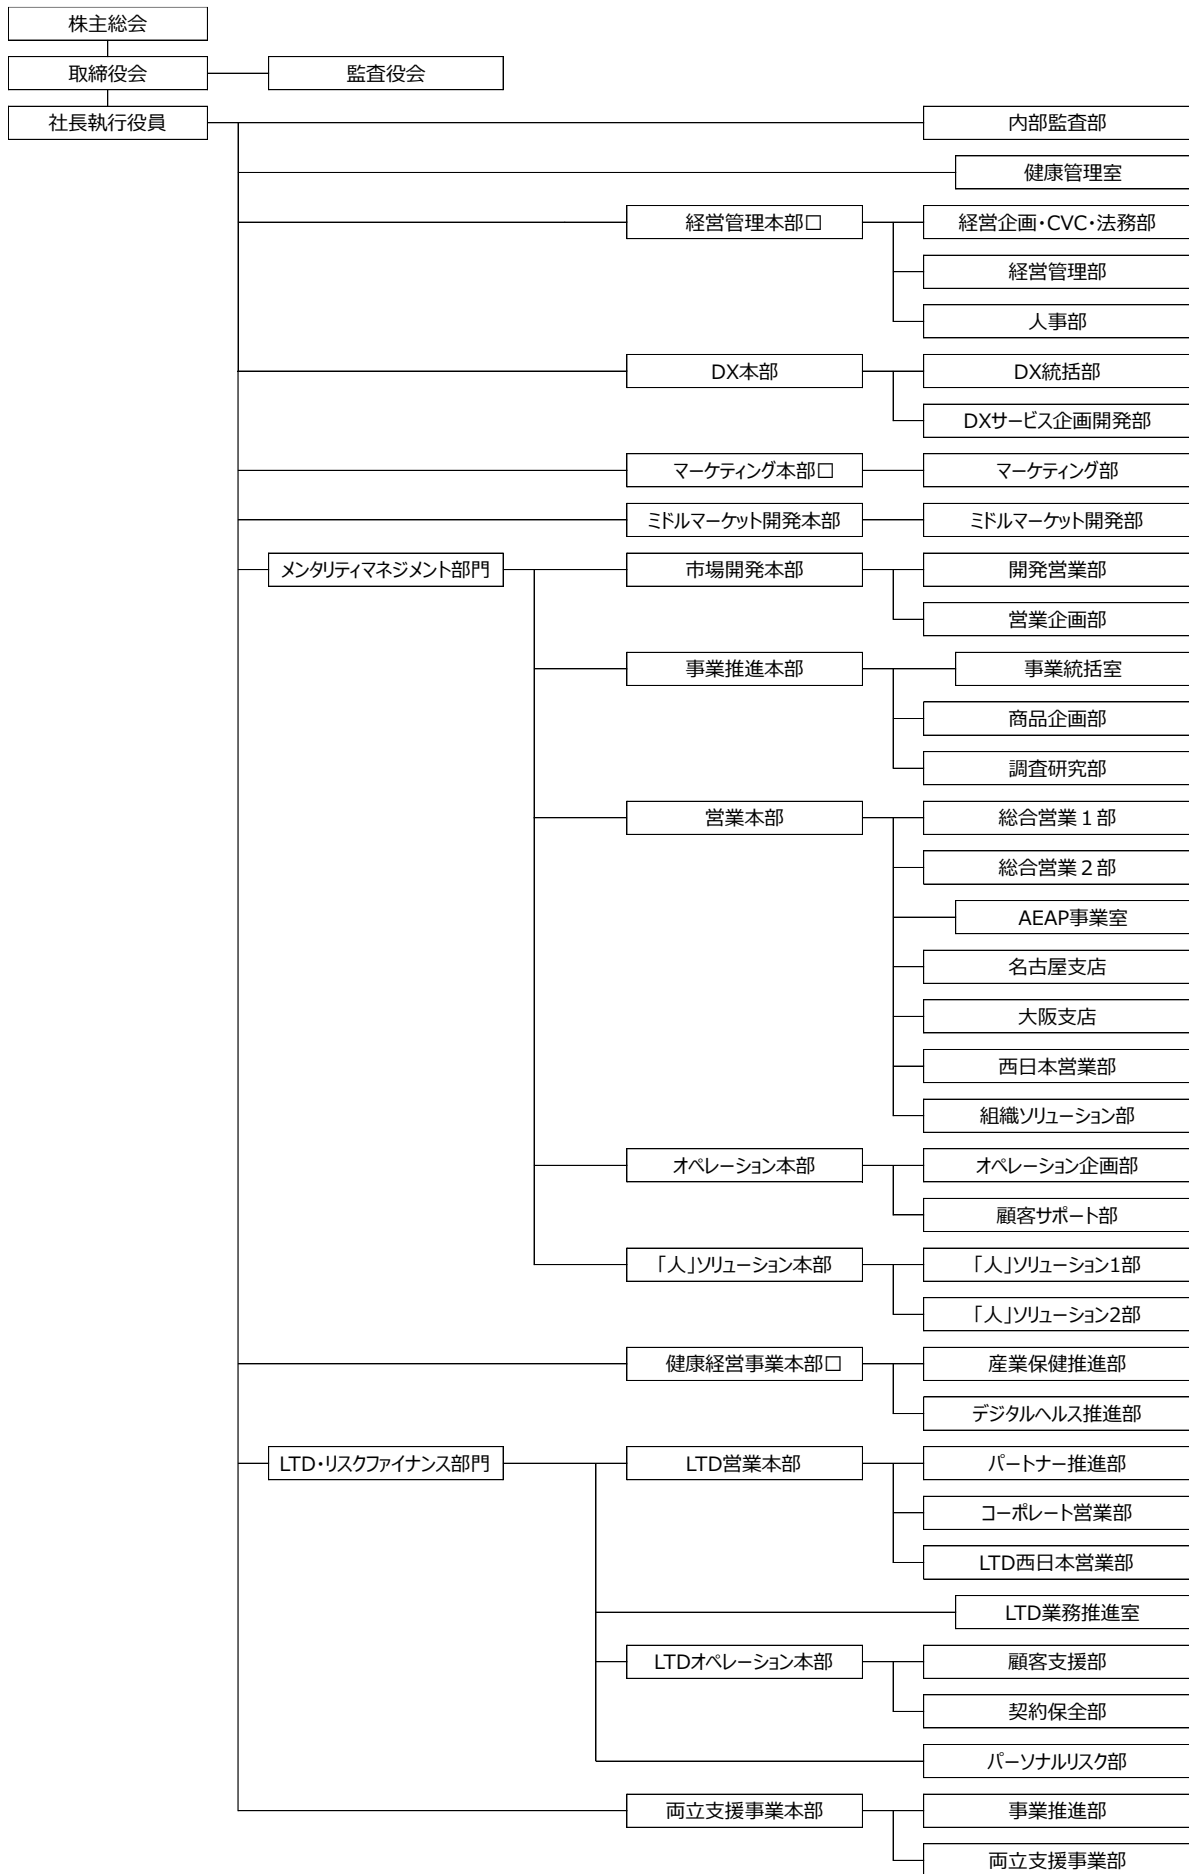 株主総会
取締役会 監査役会
社長執行役員 内部監査部
健康管理室
経営管理本部□ 経営企画・CVC・法務部
経営管理部
人事部
DX本部 DX統括部
DXサービス企画開発部
マーケティング本部□ マーケティング部
ミドルマーケット開発本部 ミドルマーケット開発部
メンタリティマネジメント部門 市場開発本部 開発営業部
営業企画部
事業推進本部 事業統括室
商品企画部
調査研究部
営業本部 総合営業1部
総合営業2部
AEAP事業室
名古屋支店
大阪支店
西日本営業部
組織ソリューション部
オペレーション本部 オペレーション企画部
顧客サポート部
「人」ソリューション本部 「人」ソリューション1部
「人」ソリューション2部
健康経営事業本部□ 産業保健推進部
デジタルヘルス推進部
LTD・リスクファイナンス部門 LTD営業本部 パートナー推進部
コーポレート営業部
LTD西日本営業部
LTD業務推進室
LTDオペレーション本部 顧客支援部
契約保全部
パーソナルリスク部
両立支援事業本部 事業推進部
両立支援事業部